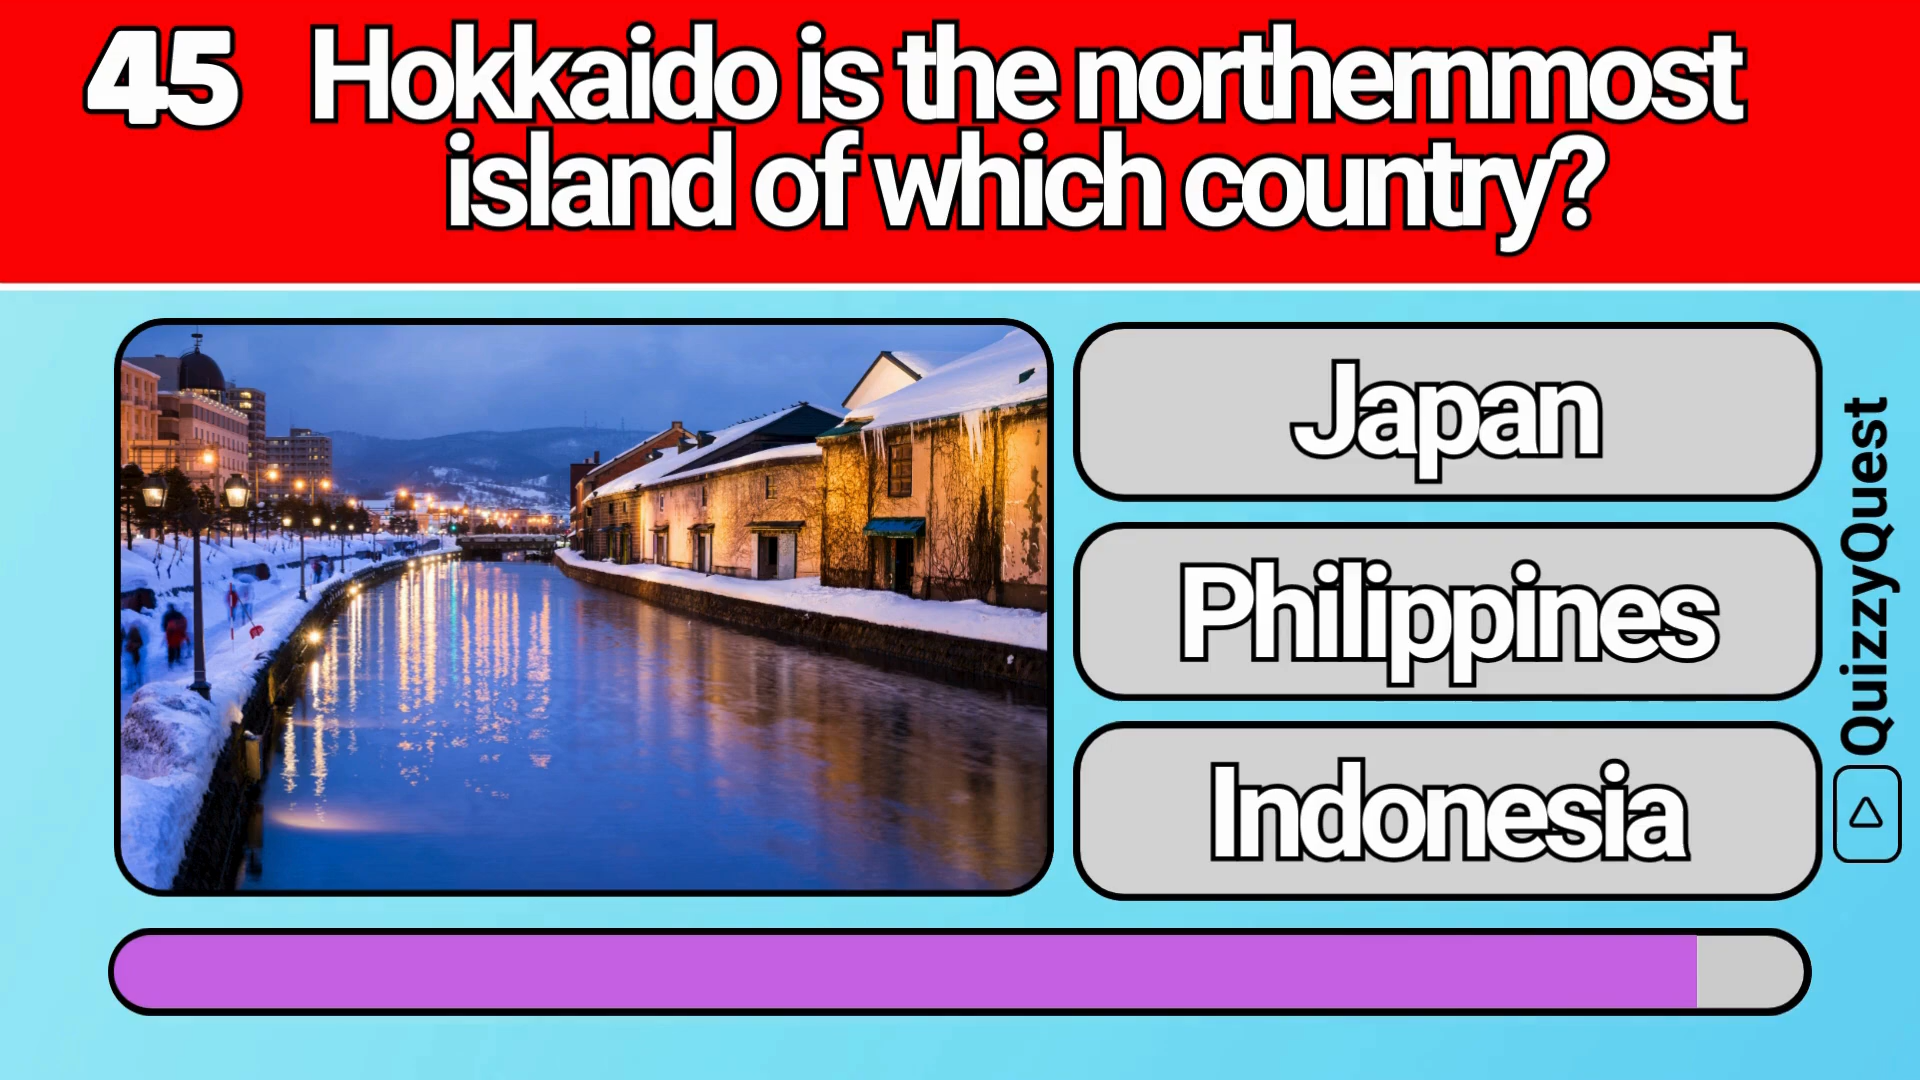 45 Hokkaido is the northernmost
island of which country?
Japan
Philippines
Indonesia
QuizzyQuest